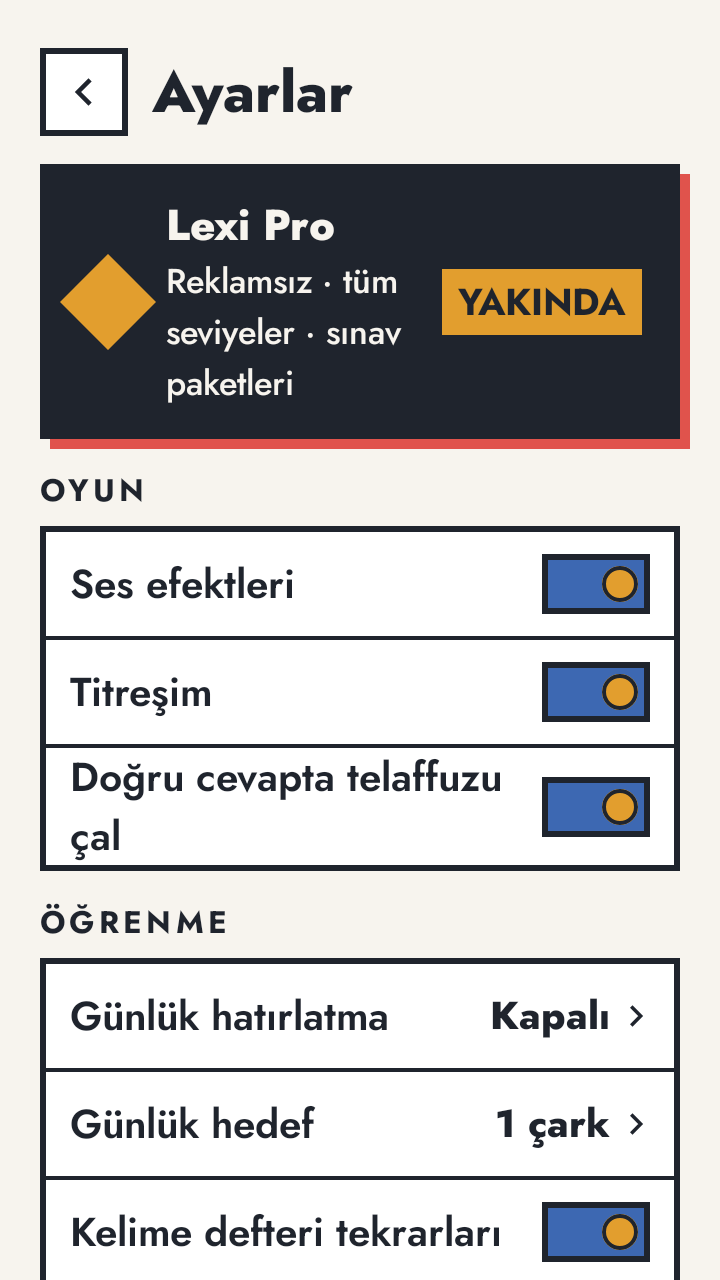 Ayarlar
Lexi Pro
Reklamsız · tüm
seviyeler · sınav
paketleri
YAKINDA
OYUN
Ses efektleri
Titreşim
Doğru cevapta telaffuzu
çal
ÖĞRENME
Günlük hatırlatma Kapalı
Günlük hedef 1 çark
Kelime defteri tekrarları